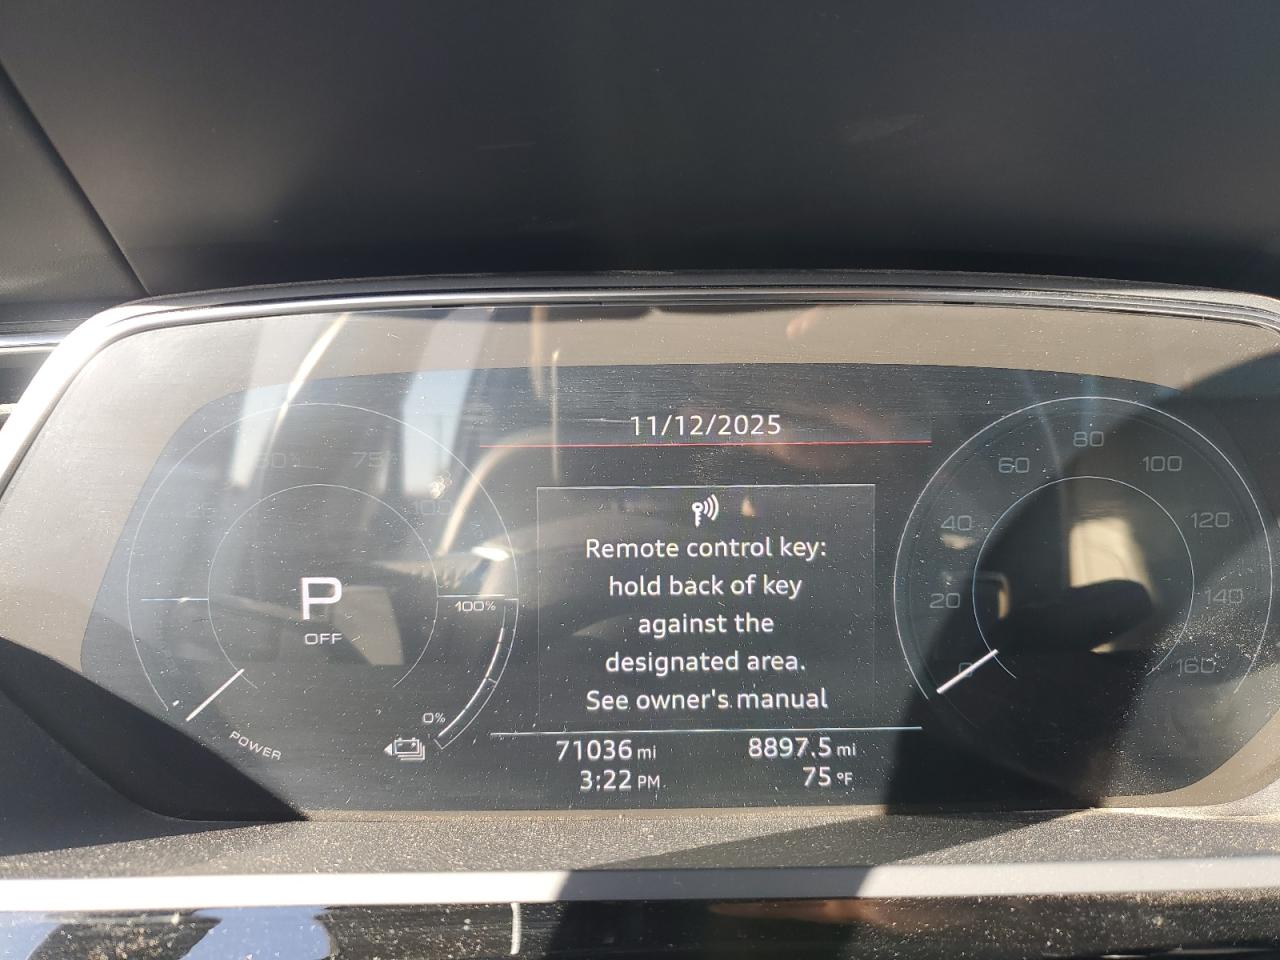 11/12/2025
Remote control key:
hold back of key
against the
designated area.
See owner's manual
71036 mi
8897.5 mi
3:22 PM
75 °F
75%
100%
P
OFF
100%
0%
POWER
0
20
40
60
80
100
120
140
160